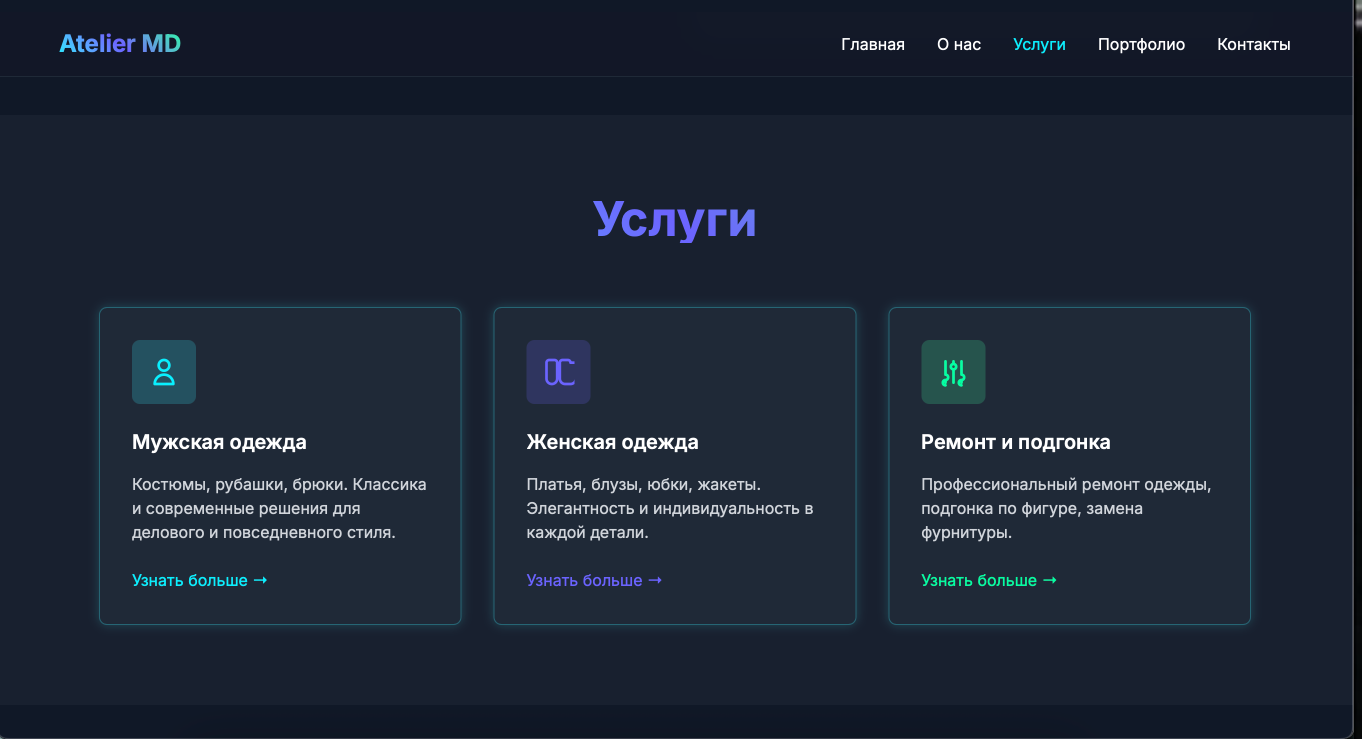 Atelier MD
Главная О нас Услуги Портфолио Контакты
Услуги
Мужская одежда
Костюмы, рубашки, брюки. Классика
и современные решения для
делового и повседневного стиля.
Узнать больше →
Женская одежда
Платья, блузы, юбки, жакеты.
Элегантность и индивидуальность в
каждой детали.
Узнать больше →
Ремонт и подгонка
Профессиональный ремонт одежды,
подгонка по фигуре, замена
фурнитуры.
Узнать больше →